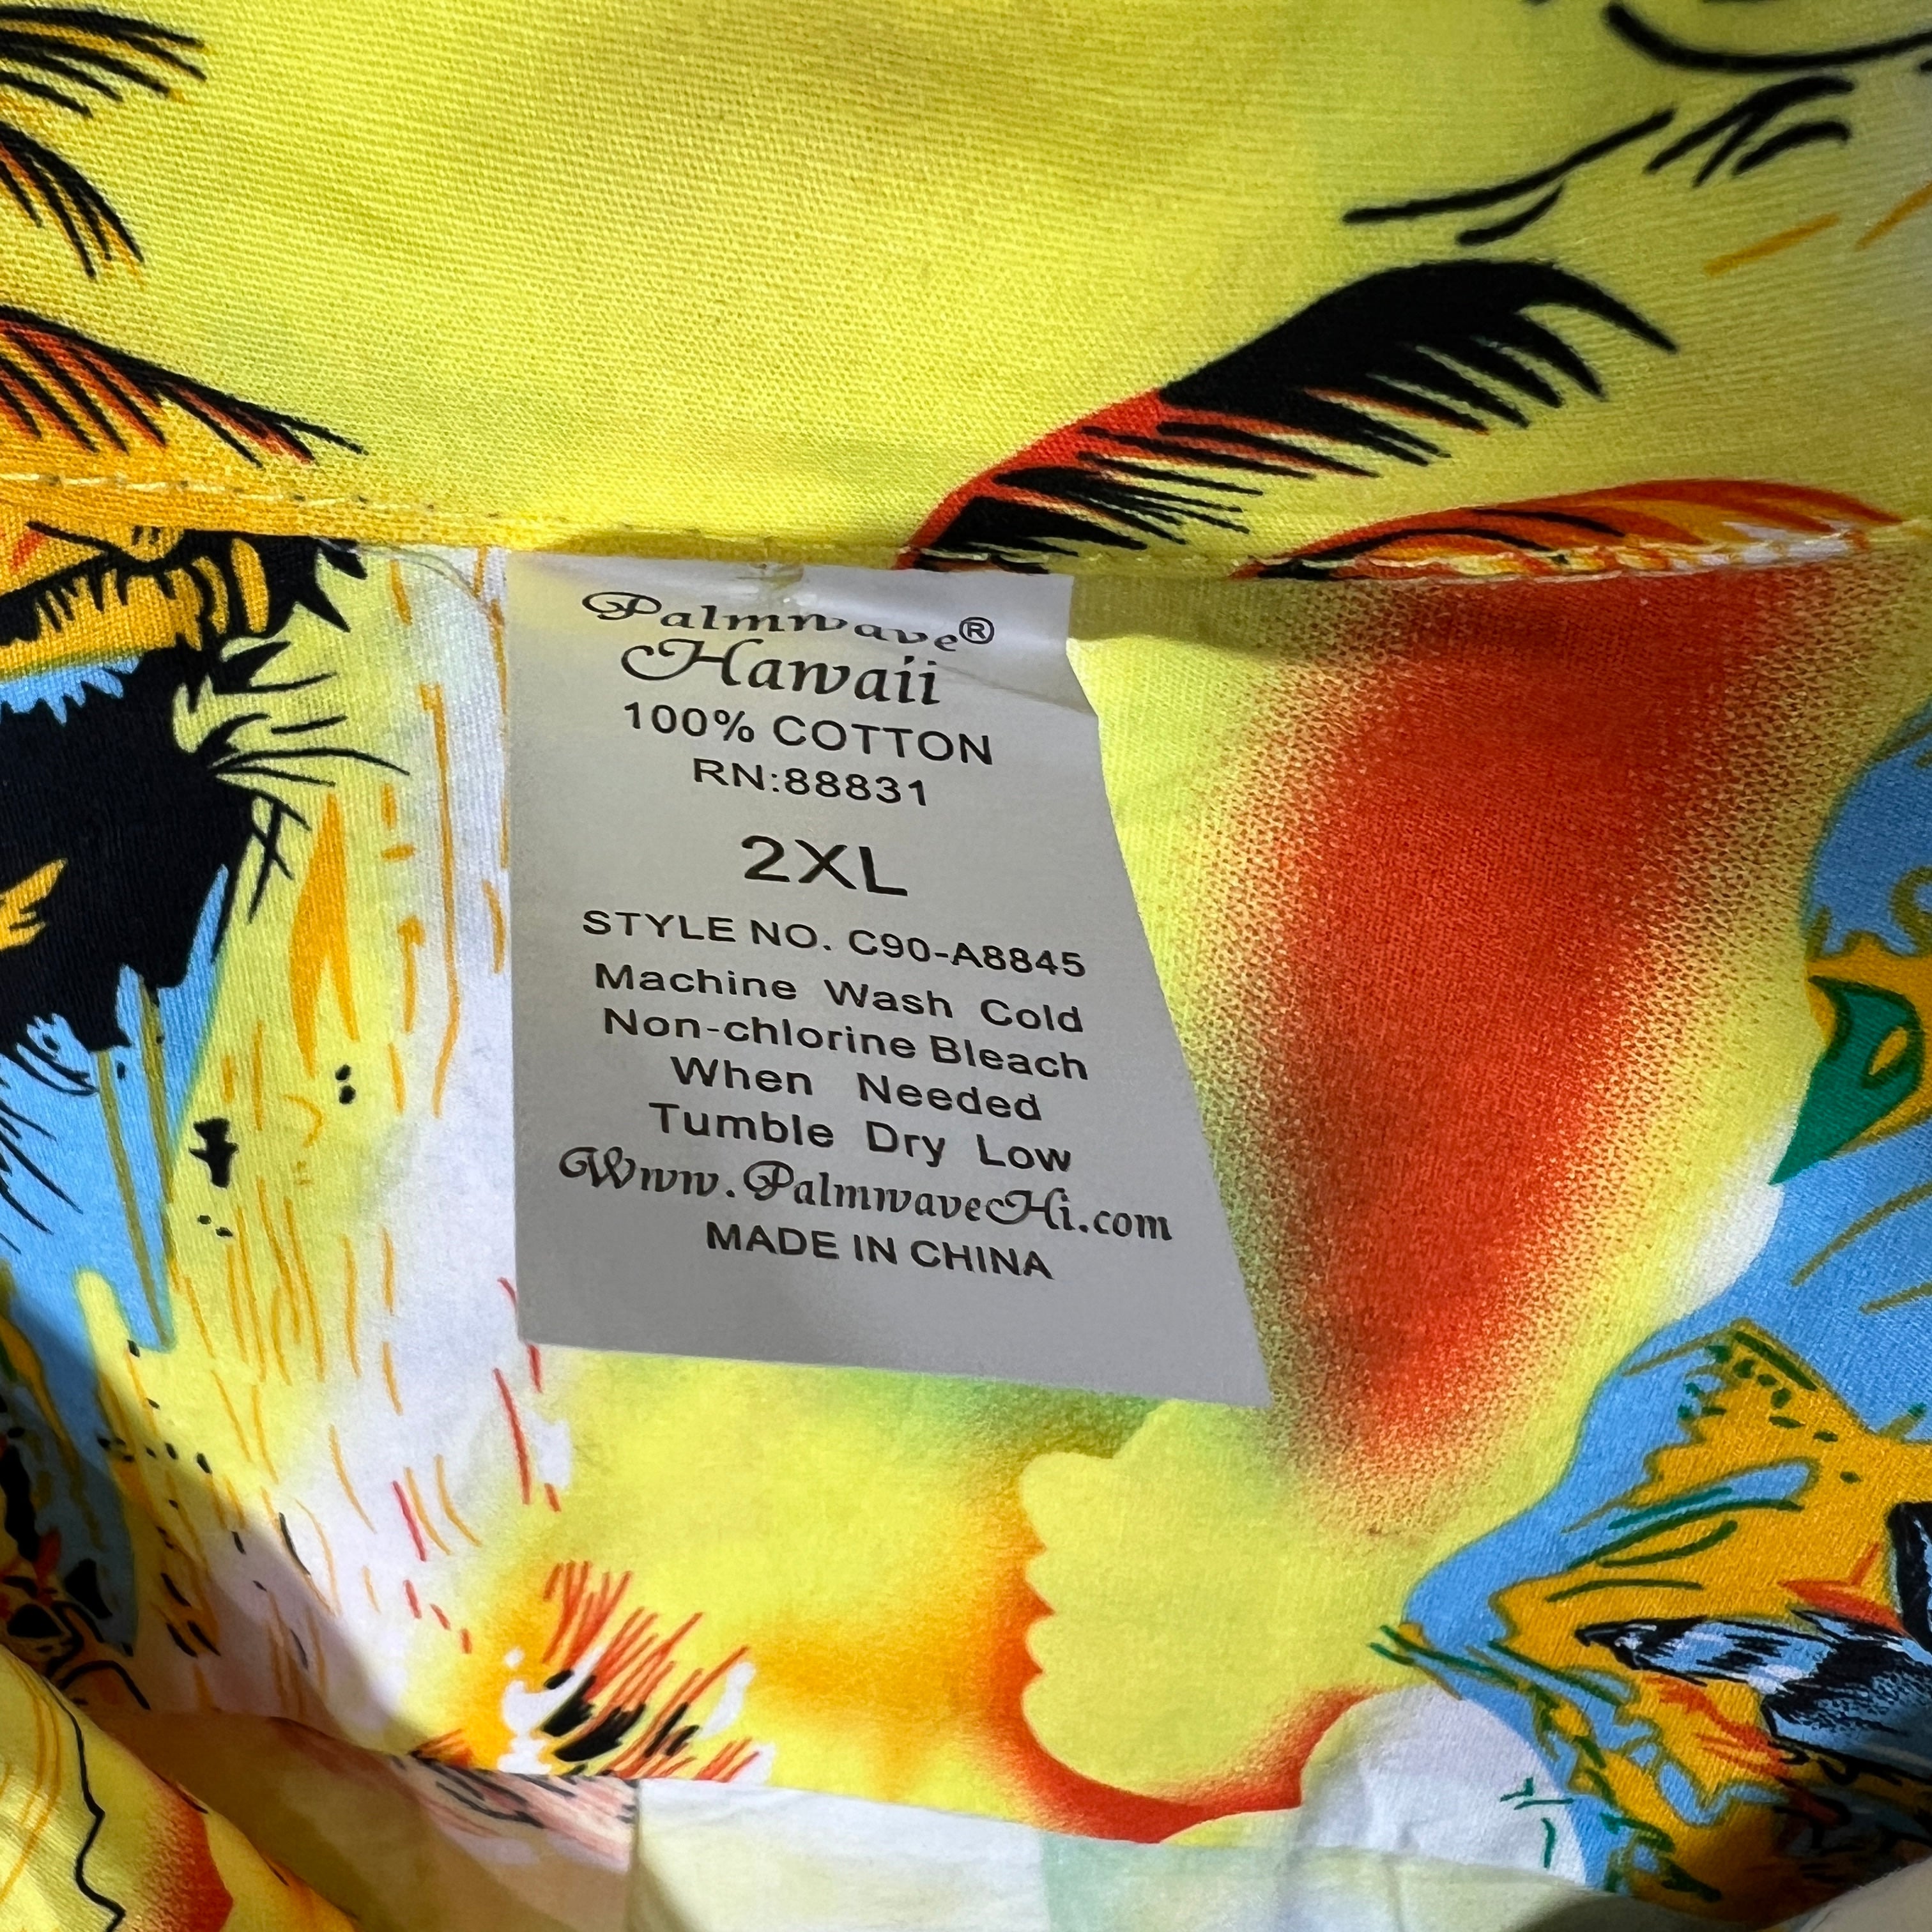 Palmwave®
Hawaii
100% COTTON
RN:88831
2XL
STYLE NO. C90-A8845
Machine Wash Cold
Non-chlorine Bleach
When Needed
Tumble Dry Low
Www.PalmwaveHi.com
MADE IN CHINA